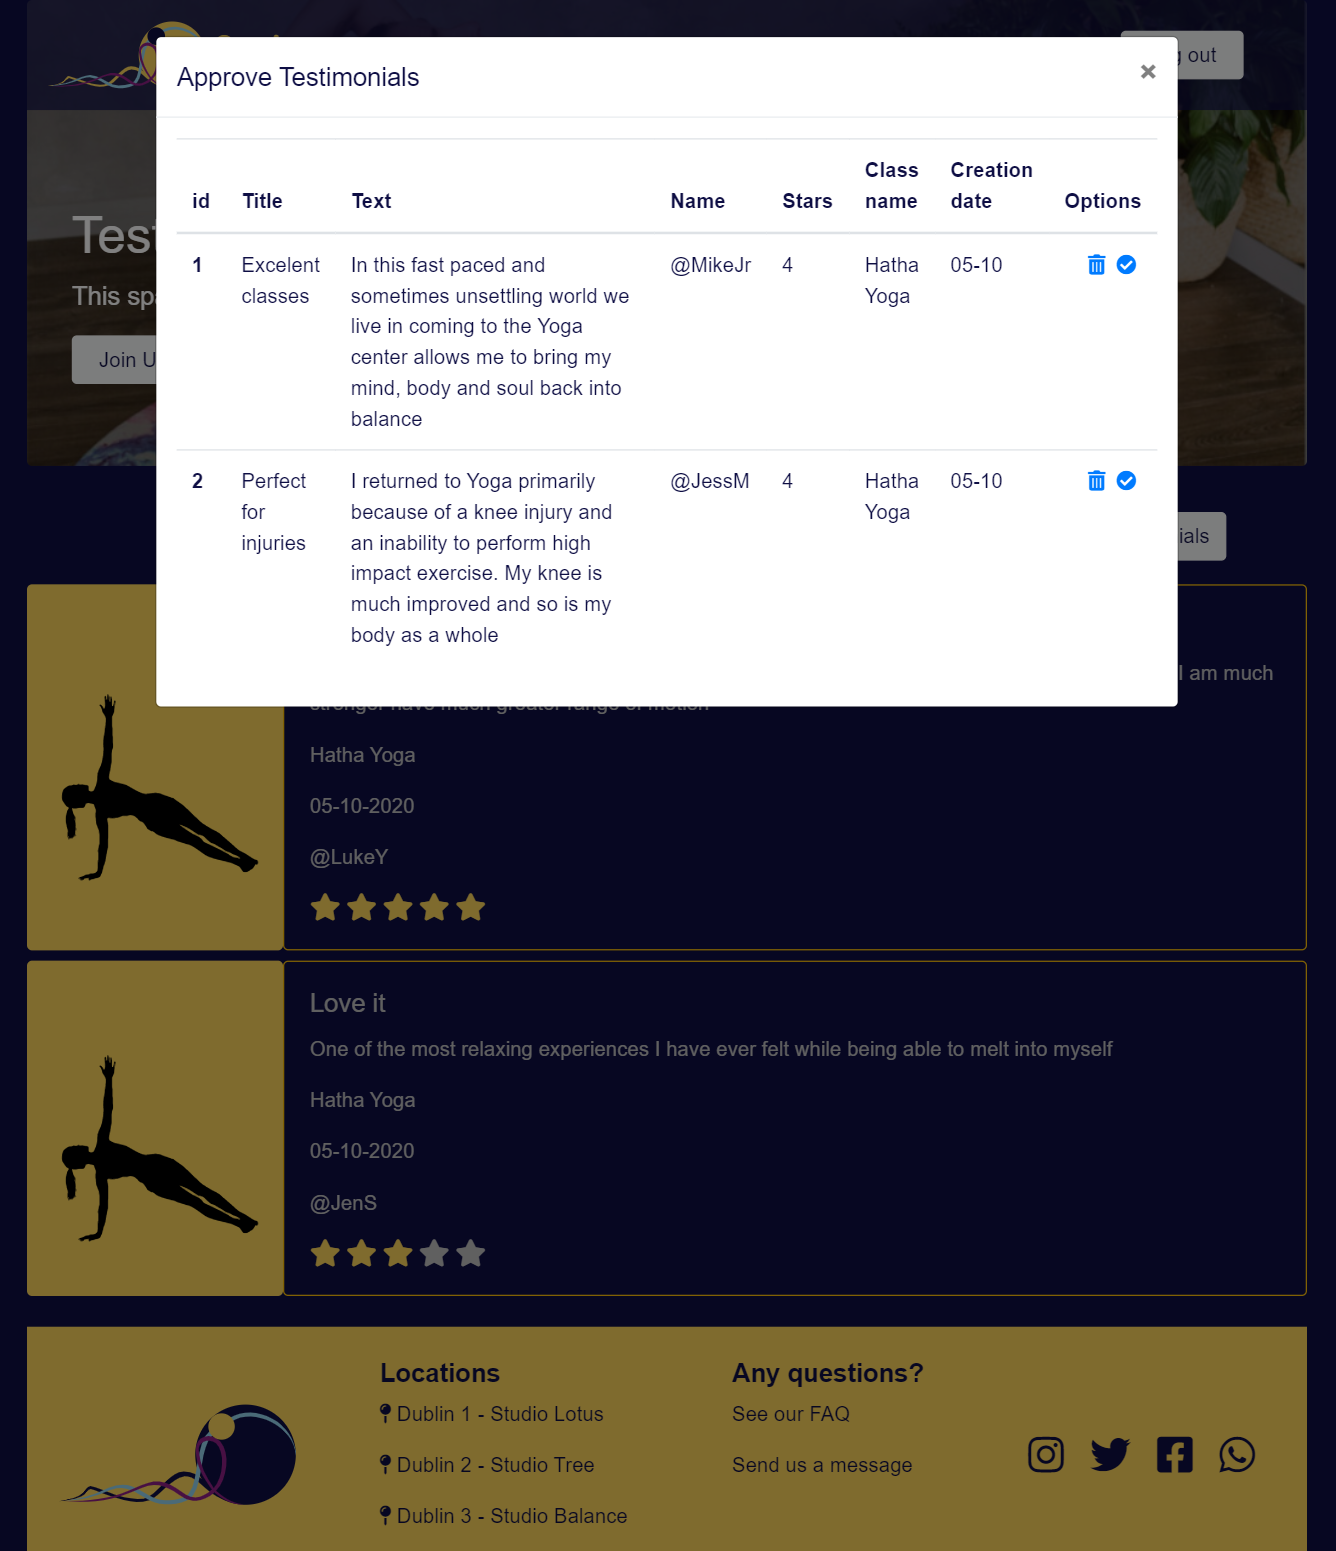 out
Approve Testimonials
×
This
Join
id Title Text Name Stars Class name Creation date Options
1 Excelent classes In this fast paced and @MikeJr 4 Hatha Yoga 05-10
sometimes unsettling world we
live in coming to the Yoga
center allows me to bring my
mind, body and soul back into
balance
2 Perfect for injuries I returned to Yoga primarily @JessM 4 Hatha Yoga 05-10
because of a knee injury and
an inability to perform high
impact exercise. My knee is
much improved and so is my
body as a whole
I am much
stronger have much greater range of motion
Hatha Yoga
05-10-2020
@LukeY
Love it
One of the most relaxing experiences I have ever felt while being able to melt into myself
Hatha Yoga
05-10-2020
@JenS
Locations
Dublin 1 - Studio Lotus
Dublin 2 - Studio Tree
Dublin 3 - Studio Balance
Any questions?
See our FAQ
Send us a message